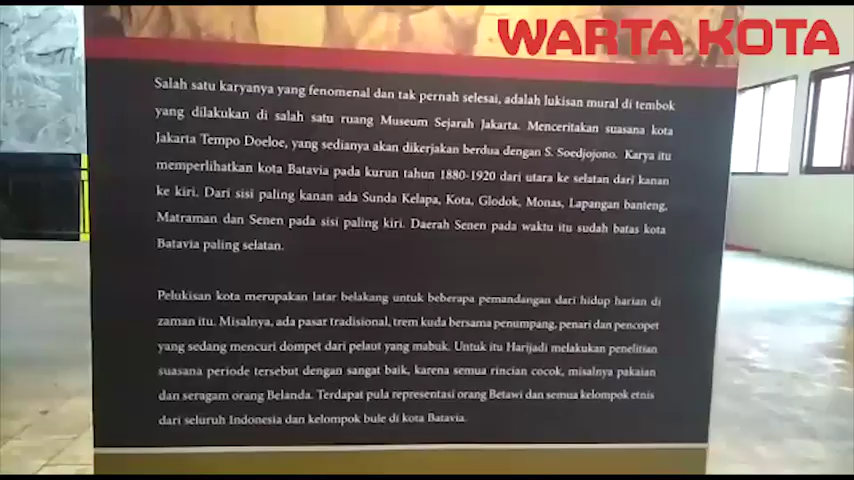 WARTA KOTA
Salah satu karyanya yang fenomenal dan tak pernah selesai, adalah lukisan mural di tembok
yang dilakukan di salah satu ruang Museum Sejarah Jakarta. Menceritakan suasana kota
Jakarta Tempo Doeloe, yang sedianya akan dikerjakan berdua dengan S. Soedjojono. Karya itu
memperlihatkan kota Batavia pada kurun tahun 1880-1920 dari utara ke selatan dari kanan
ke kiri. Dari sisi paling kanan ada Sunda Kelapa, Kota, Glodok, Monas, Lapangan banteng,
Matraman dan Senen pada sisi paling kiri. Daerah Senen pada waktu itu sudah batas kota
Batavia paling selatan.
Pelukisan kota merupakan latar belakang untuk beberapa pemandangan dari hidup harian di
zaman itu. Misalnya, ada pasar tradisional, trem kuda bersama penumpang, penari dan pencopet
yang sedang mencuri dompet dari pelaut yang mabuk. Untuk itu Harijadi melakukan penelitian
suasana periode tersebut dengan sangat baik, karena semua rincian cocok, misalnya pakaian
dan seragam orang Belanda. Terdapat pula representasi orang Betawi dan semua kelompok etnis
dari seluruh Indonesia dan kelompok bule di kota Batavia.